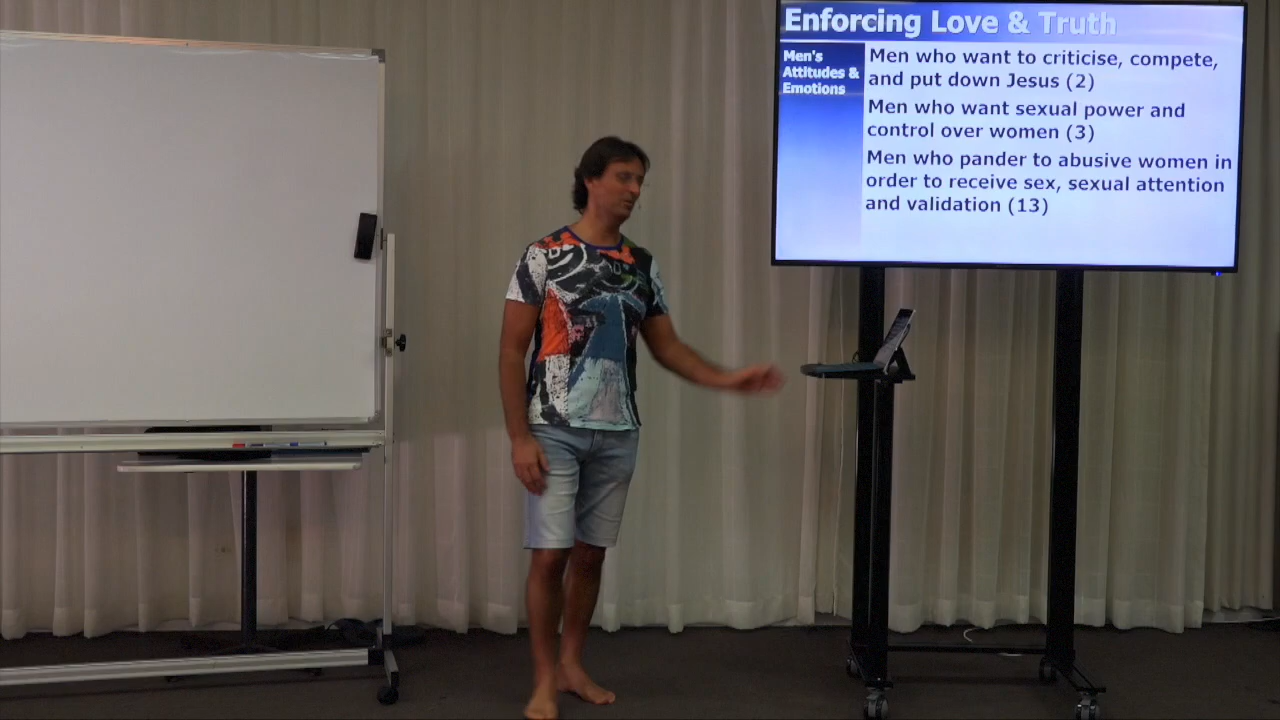 Enforcing Love & Truth
Men's
Attitudes &
Emotions
Men who want to criticise, compete,
and put down Jesus (2)
Men who want sexual power and
control over women (3)
Men who pander to abusive women in
order to receive sex, sexual attention
and validation (13)